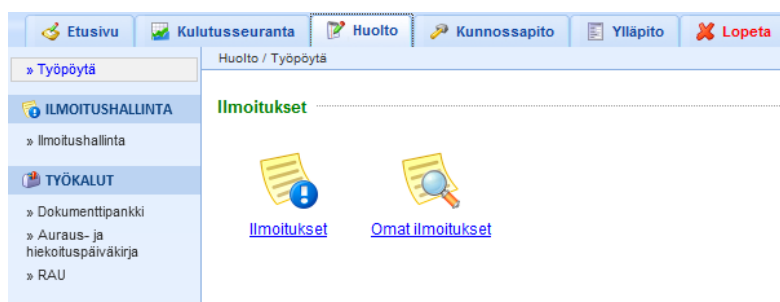 Etusivu Kulutusseuranta Huolto Kunnossapito Ylläpito Lopeta
» Työpöytä
Huolto / Työpöytä
ILMOITUSHALLINTA
» Ilmoitushallinta
TYÖKALUT
» Dokumenttipankki
» Auraus- ja
hiekoituspäiväkirja
» RAU
Ilmoitukset
Ilmoitukset Omat ilmoitukset